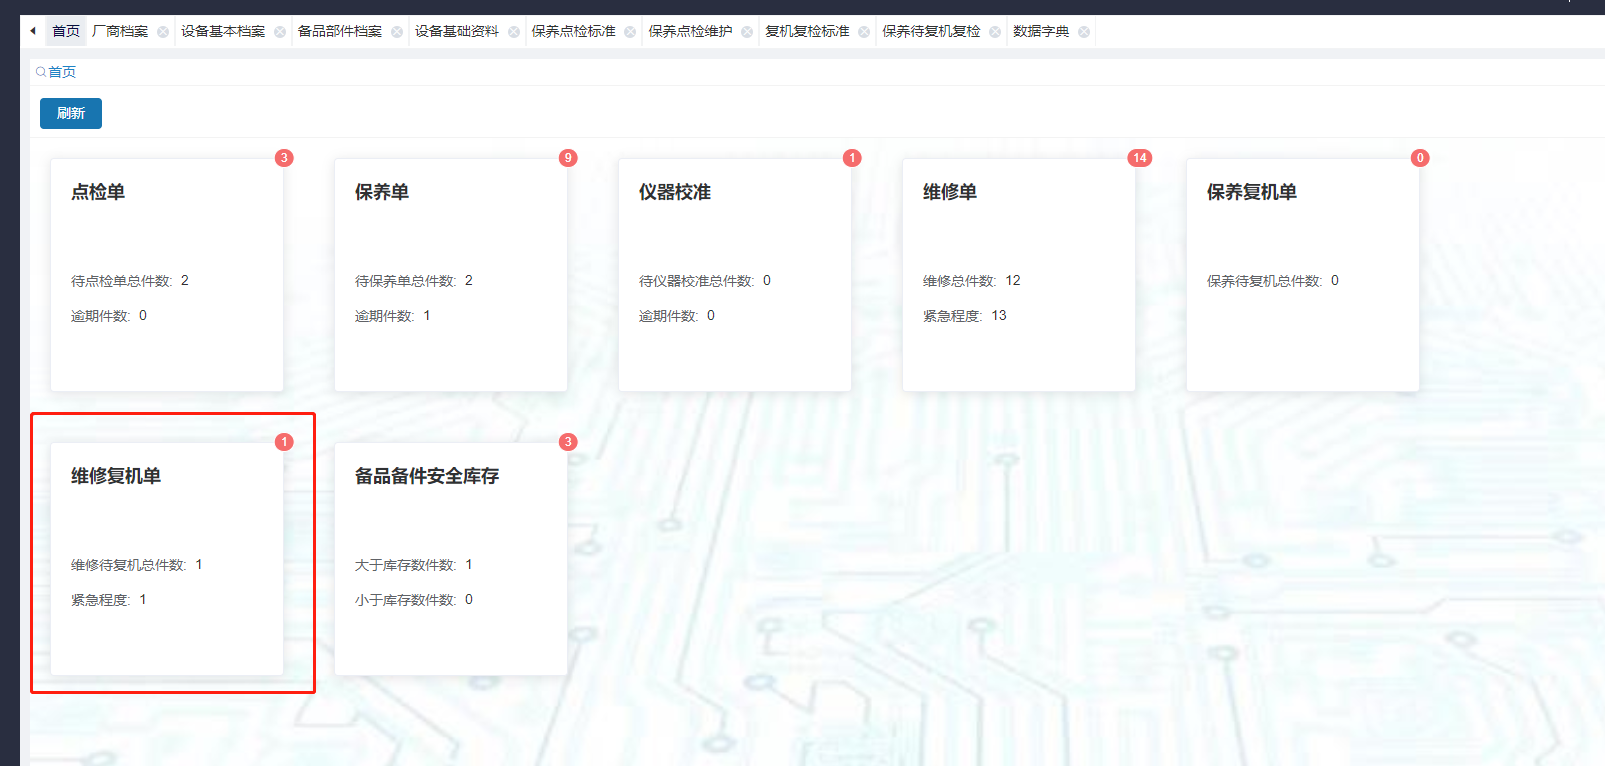 首页 厂商档案 设备基本档案 备品部件档案 设备基础资料 保养点检标准 保养点检维护 复机复检标准 保养待复机复检 数据字典
首页
刷新
3 9 1 14 0
点检单 保养单 仪器校准 维修单 保养复机单
待点检单总件数: 2 待保养单总件数: 2 待仪器校准总件数: 0 维修总件数: 12 保养待复机总件数: 0
逾期件数: 0 逾期件数: 1 逾期件数: 0 紧急程度: 13
1 3
维修复机单 备品备件安全库存
维修待复机总件数: 1 大于库存数件数: 1
紧急程度: 1 小于库存数件数: 0